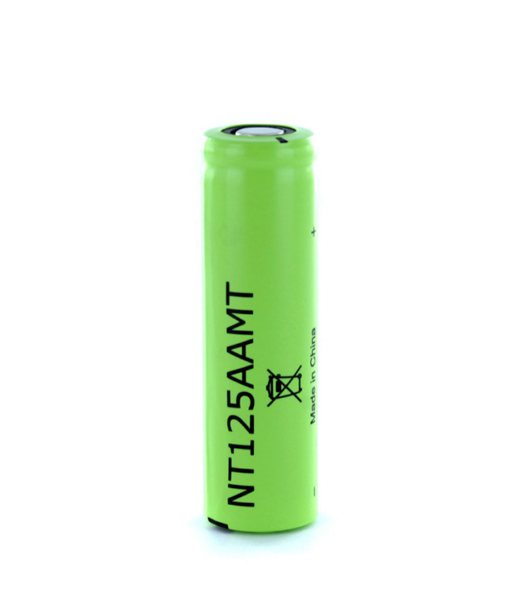 NT125AAMT
Made in China
+
-